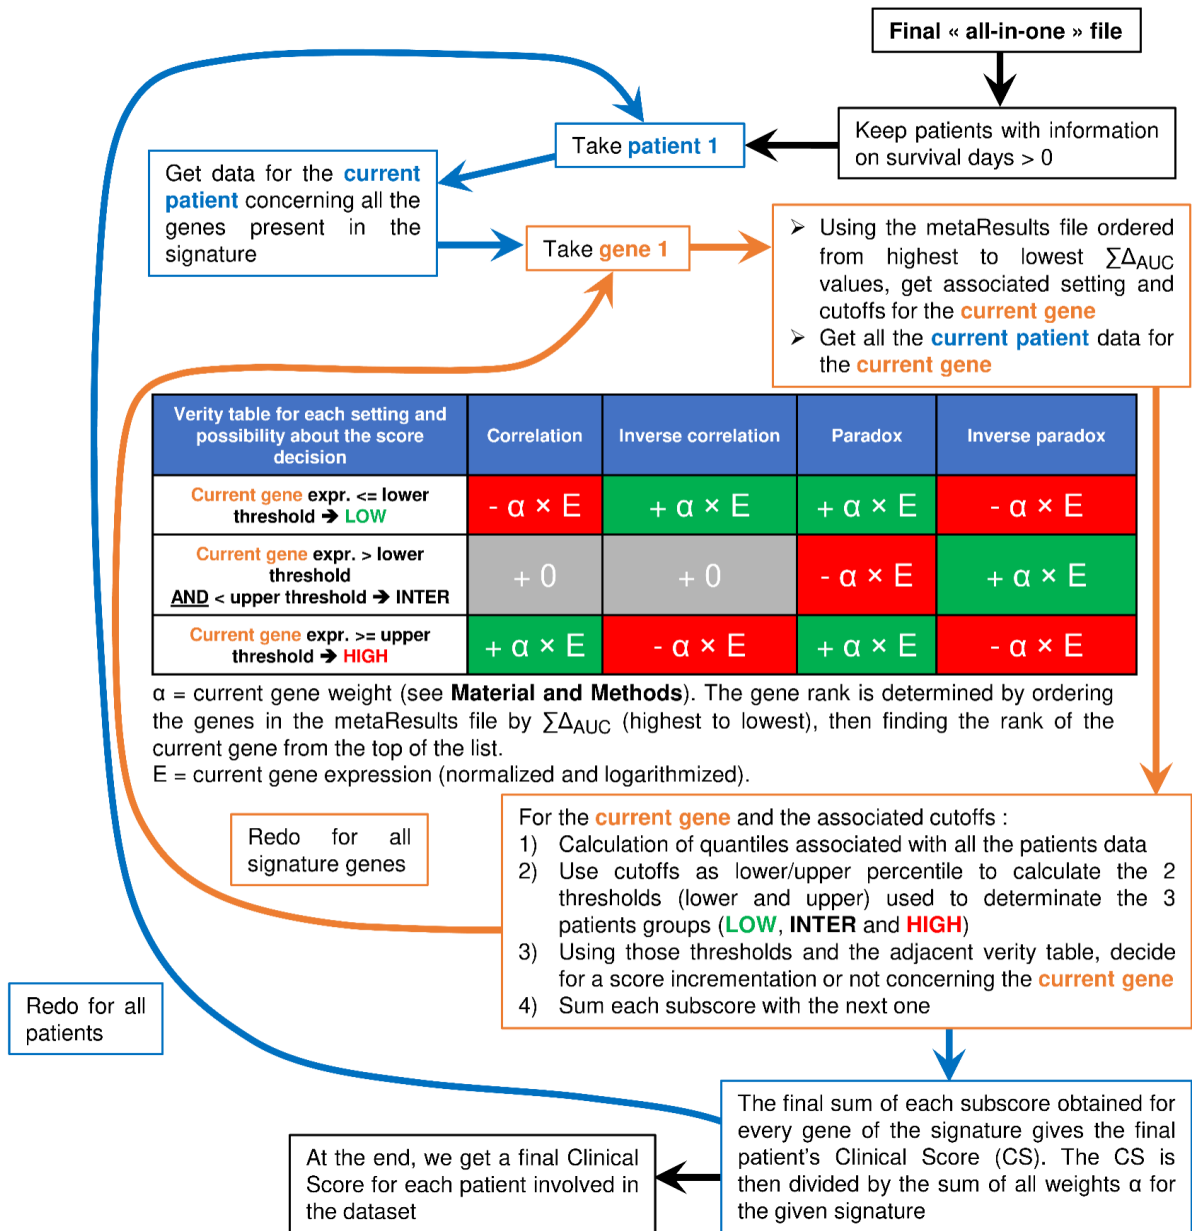 Final « all-in-one » file
Keep patients with information
on survival days > 0
Take patient 1
Get data for the current
patient concerning all the
genes present in the
signature
Take gene 1
➢ Using the metaResults file ordered
from highest to lowest ∑Δ_AUC
values, get associated setting and
cutoffs for the current gene
➢ Get all the current patient data for
the current gene
Verity table for each setting and
possibility about the score
decision
Correlation
Inverse correlation
Paradox
Inverse paradox
Current gene expr. <= lower
threshold ➔ LOW
- α × E
+ α × E
+ α × E
- α × E
Current gene expr. > lower
threshold
AND < upper threshold ➔ INTER
+ 0
+ 0
- α × E
+ α × E
Current gene expr. >= upper
threshold ➔ HIGH
+ α × E
- α × E
+ α × E
- α × E
α = current gene weight (see Material and Methods). The gene rank is determined by ordering
the genes in the metaResults file by ∑Δ_AUC (highest to lowest), then finding the rank of the
current gene from the top of the list.
E = current gene expression (normalized and logarithmized).
Redo for all
signature genes
For the current gene and the associated cutoffs :
1) Calculation of quantiles associated with all the patients data
2) Use cutoffs as lower/upper percentile to calculate the 2
thresholds (lower and upper) used to determinate the 3
patients groups (LOW, INTER and HIGH)
3) Using those thresholds and the adjacent verity table, decide
for a score incrementation or not concerning the current gene
4) Sum each subscore with the next one
Redo for all
patients
The final sum of each subscore obtained for
every gene of the signature gives the final
patient's Clinical Score (CS). The CS is
then divided by the sum of all weights α for
the given signature
At the end, we get a final Clinical
Score for each patient involved in
the dataset